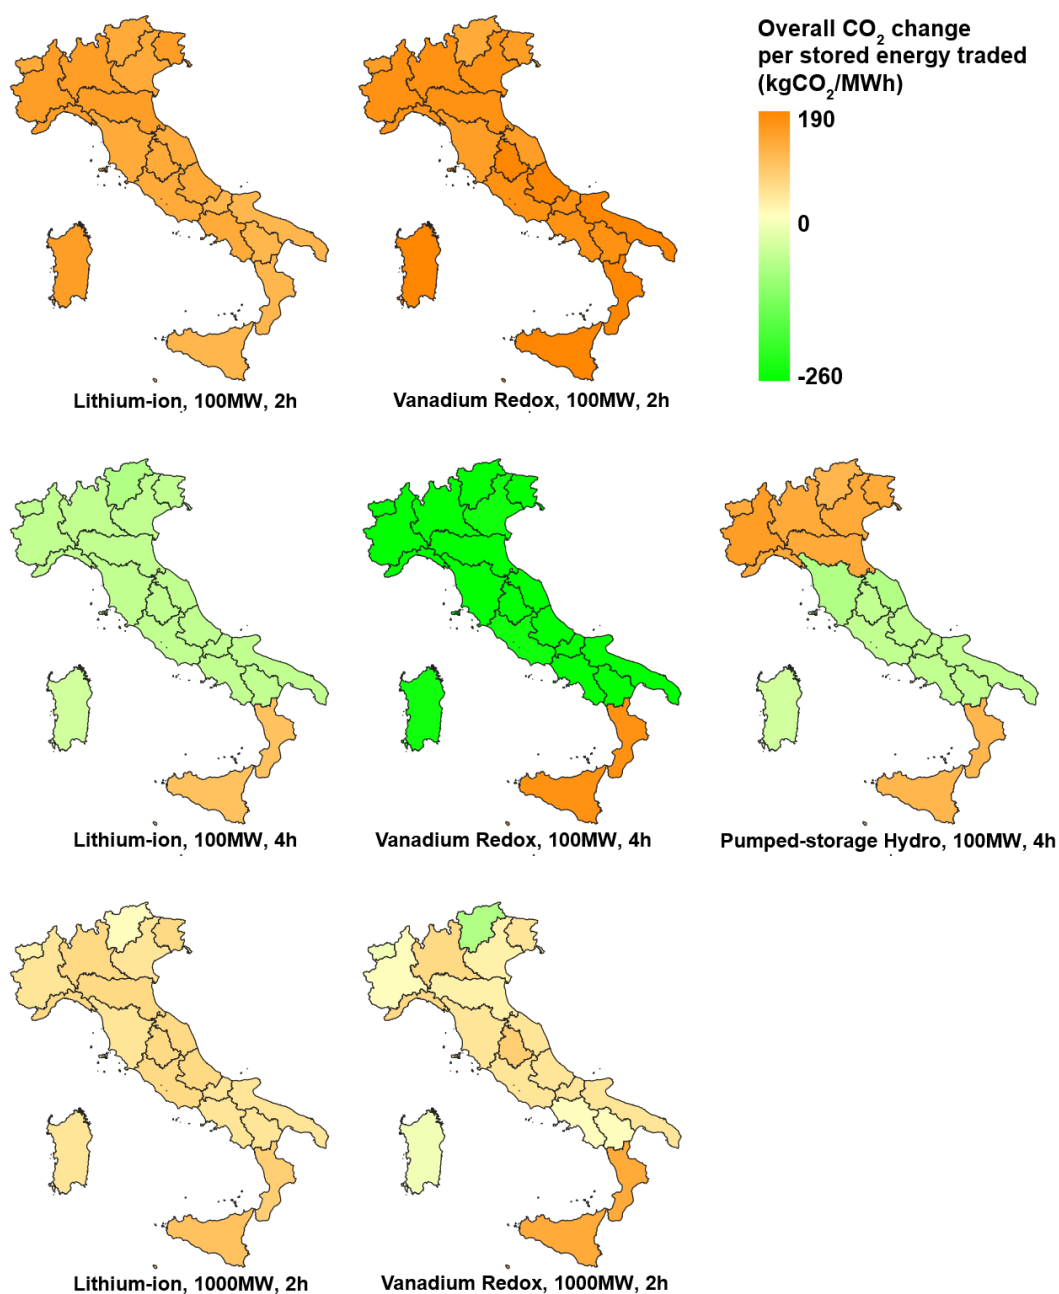 Overall CO₂ change
per stored energy traded
(kgCO₂/MWh)
190
0
-260
Lithium-ion, 100MW, 2h
Vanadium Redox, 100MW, 2h
Lithium-ion, 100MW, 4h
Vanadium Redox, 100MW, 4h
Pumped-storage Hydro, 100MW, 4h
Lithium-ion, 1000MW, 2h
Vanadium Redox, 1000MW, 2h